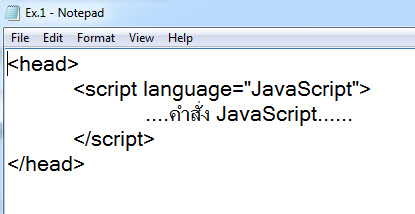 Ex.1 - Notepad
File Edit Format View Help
<head>
<script language="JavaScript">
....คำสั่ง JavaScript......
</script>
</head>